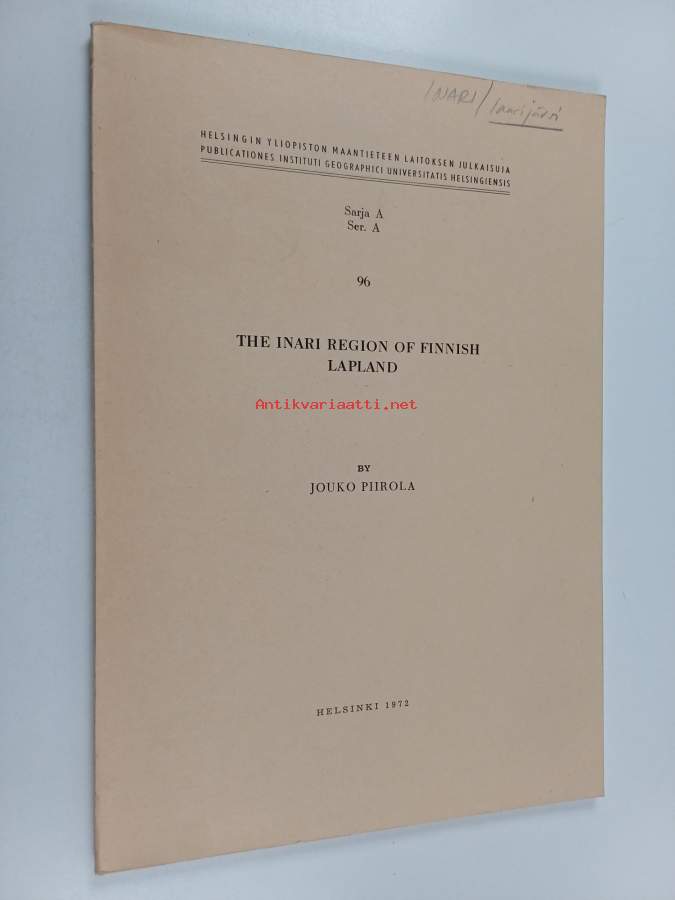 INARI/Inarijärvi
HELSINGIN YLIOPISTON MAANTIETEEN LAITOKSEN JULKAISUJA
PUBLICATIONES INSTITUTI GEOGRAPHICI UNIVERSITATIS HELSINGIENSIS
Sarja A
Ser. A
96
THE INARI REGION OF FINNISH
LAPLAND
Antikvariaatti.net
BY
JOUKO PIIROLA
HELSINKI 1972